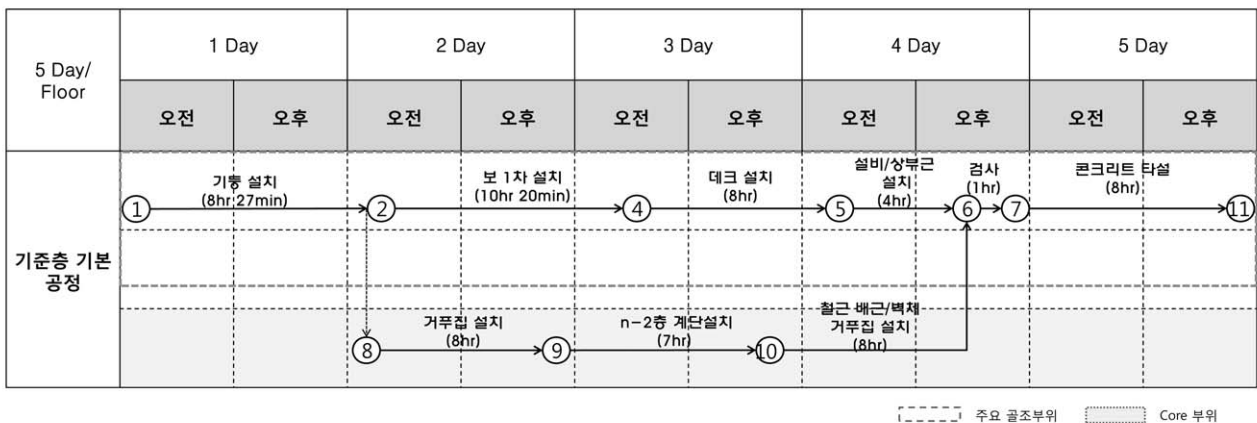 5 Day/
Floor
1 Day
2 Day
3 Day
4 Day
5 Day
오전
오후
오전
오후
오전
오후
오전
오후
오전
오후
기준층 기본
공정
기둥 설치
(8hr 27min)
보 1차 설치
(10hr 20min)
데크 설치
(8hr)
설비/상부근
설치
(4hr)
검사
(1hr)
콘크리트 타설
(8hr)
1
2
4
5
6
7
11
거푸집 설치
(8hr)
n-2층 계단설치
(7hr)
철근 배근/벽체
거푸집 설치
(8hr)
8
9
10
주요 골조부위
Core 부위